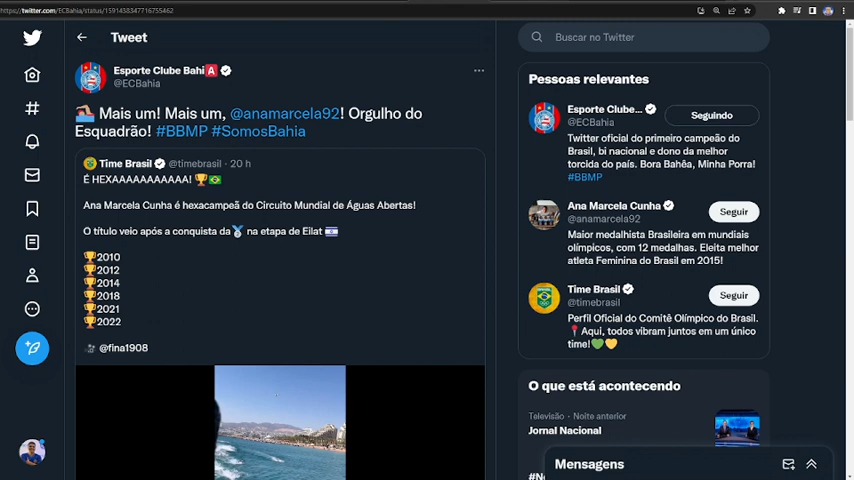 https://twitter.com/ECBahia/status/1591438347716755462
Tweet
Esporte Clube Bahi🅰️
@ECBahia
🏊🏽‍♀️ Mais um! Mais um, @anamarcela92! Orgulho do
Esquadrão! #BBMP #SomosBahia
Time Brasil @timebrasil · 20 h
É HEXAAAAAAAAAAA! 🏆🇧🇷
Ana Marcela Cunha é hexacampeã do Circuito Mundial de Águas Abertas!
O título veio após a conquista da🥈 na etapa de Eilat 🇮🇱
🏆2010
🏆2012
🏆2014
🏆2018
🏆2021
🏆2022
🎥 @fina1908
Buscar no Twitter
Pessoas relevantes
Esporte Clube...
@ECBahia
Seguindo
Twitter oficial do primeiro campeão do
Brasil, bi nacional e dono da melhor
torcida do país. Bora Bahêa, Minha Porra!
#BBMP
Ana Marcela Cunha
@anamarcela92
Seguir
Maior medalhista Brasileira em mundiais
olímpicos, com 12 medalhas. Eleita melhor
atleta Feminina do Brasil em 2015!
Time Brasil
@timebrasil
Seguir
Perfil Oficial do Comitê Olímpico do Brasil.
📍Aqui, todos vibram juntos em um único
time!💚💛
O que está acontecendo
Televisão · Noite anterior
Jornal Nacional
Mensagens